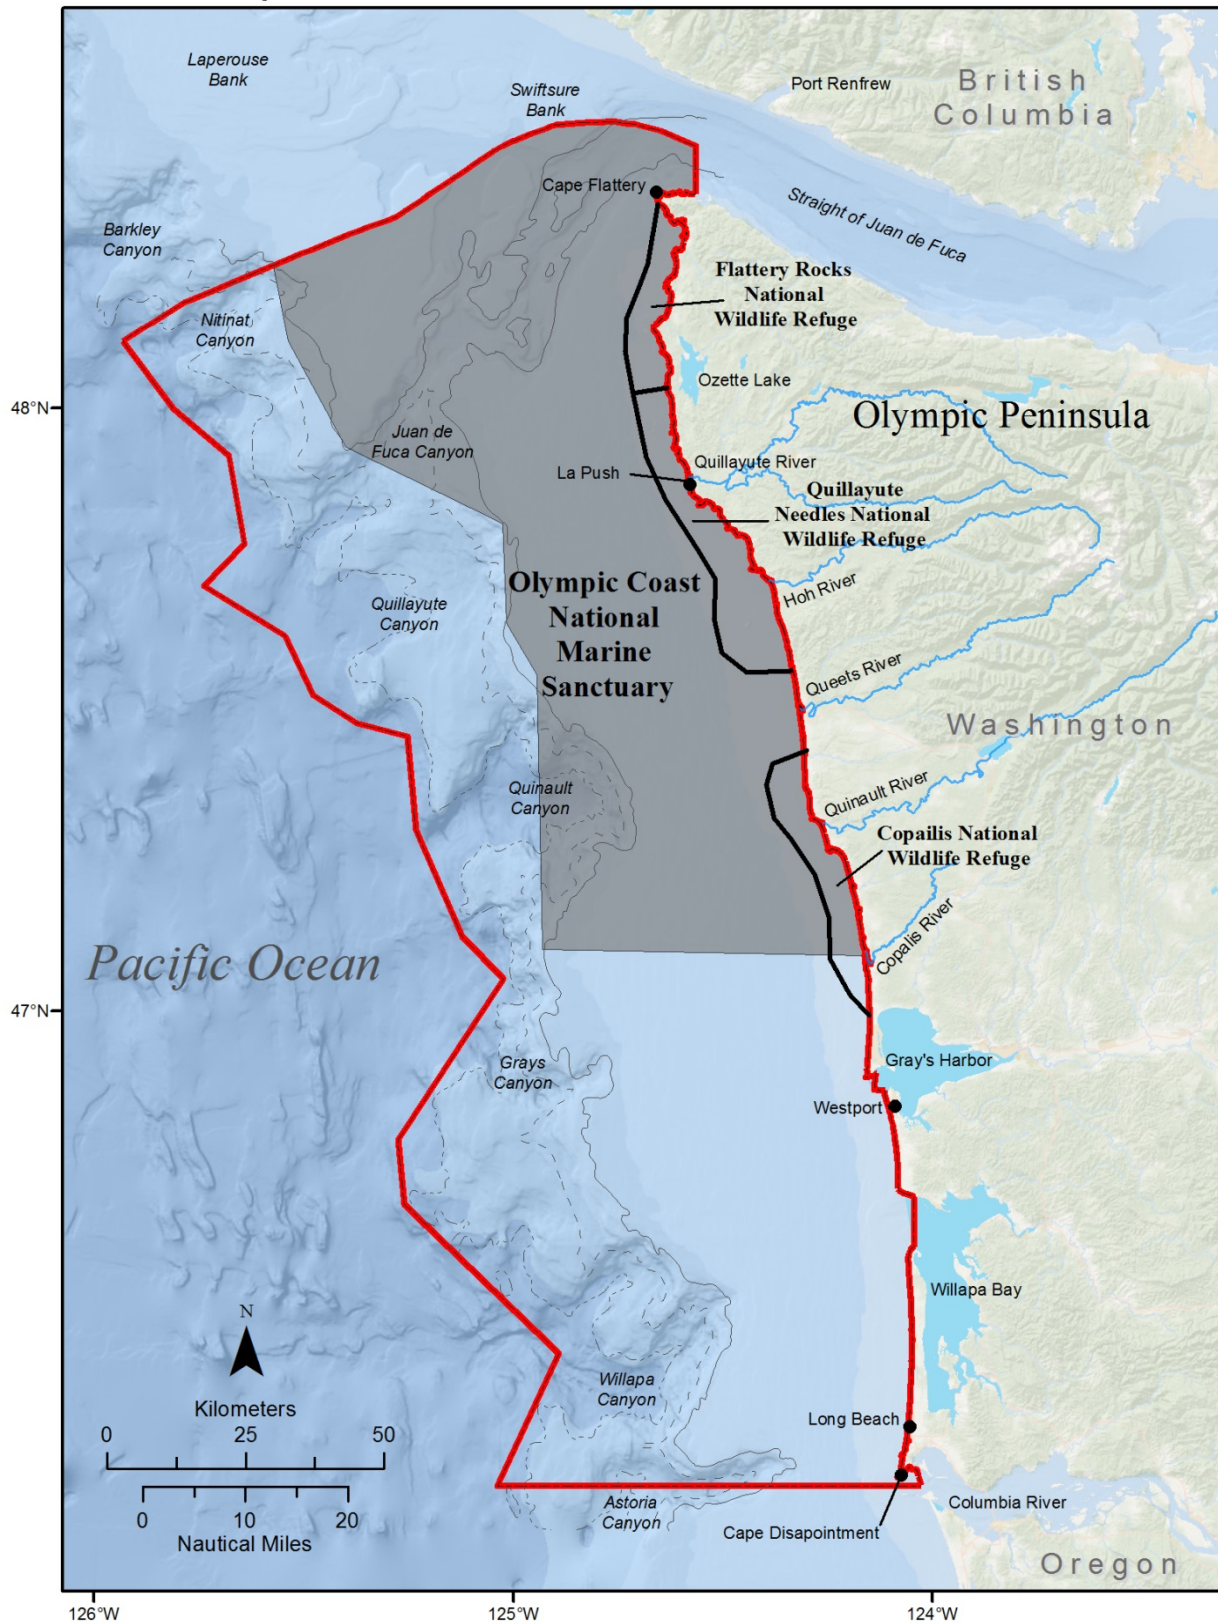 Laperouse
Bank
Swiftsure
Bank
Port Renfrew
British
Columbia
Cape Flattery
Straight of Juan de Fuca
Barkley
Canyon
Flattery Rocks
National
Wildlife Refuge
Nitinat
Canyon
Ozette Lake
48°N
Juan de
Fuca Canyon
Olympic Peninsula
La Push
Quillayute River
Quillayute
Needles National
Wildlife Refuge
Olympic Coast
National
Marine
Sanctuary
Hoh River
Quillayute
Canyon
Queets River
Washington
Quinault
Canyon
Quinault River
Copailis National
Wildlife Refuge
Pacific Ocean
Copalis River
47°N
Grays
Canyon
Gray's Harbor
Westport
Willapa Bay
N
Willapa
Canyon
Kilometers
0 25 50
Long Beach
0 10 20
Nautical Miles
Astoria
Canyon
Columbia River
Cape Disapointment
Oregon
126°W 125°W 124°W